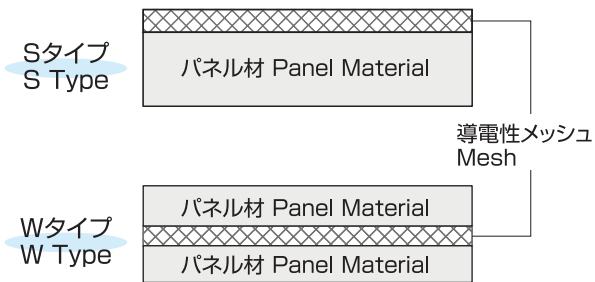 Sタイプ
S Type
パネル材 Panel Material
導電性メッシュ
Mesh
Wタイプ
W Type
パネル材 Panel Material
パネル材 Panel Material